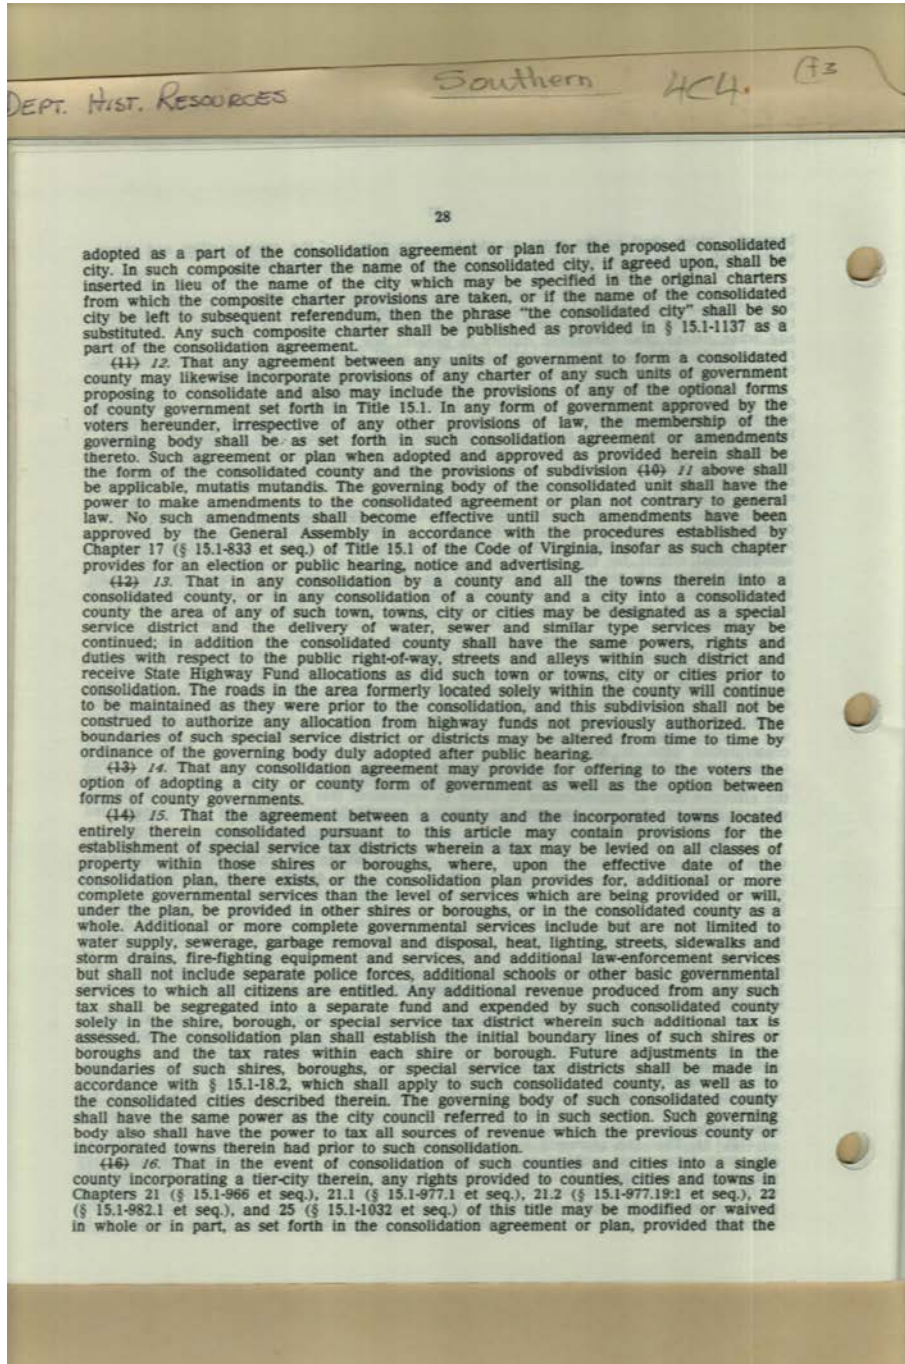 DEPT. HIST. RESOURCES
Southern
4C4.
28
adopted as a part of the consolidation agreement or plan for the proposed consolidated
city. In such composite charter the name of the consolidated city, if agreed upon, shall be
inserted in lieu of the name of the city which may be specified in the original charters
from which the composite charter provisions are taken, or if the name of the consolidated
city be left to subsequent referendum, then the phrase “the consolidated city” shall be so
substituted. Any such composite charter shall be published as provided in § 15.1-1137 as a
part of the consolidation agreement.
(11) 12. That any agreement between any units of government to form a consolidated
county may likewise incorporate provisions of any charter of any such units of government
proposing to consolidate and also may include the provisions of any of the optional forms
of county government set forth in Title 15.1. In any form of government approved by the
voters hereunder, irrespective of any other provisions of law, the membership of the
governing body shall be as set forth in such consolidation agreement or amendments
thereto. Such agreement or plan when adopted and approved as provided herein shall be
the form of the consolidated county and the provisions of subdivision (10) 11 above shall
be applicable, mutatis mutandis. The governing body of the consolidated unit shall have the
power to make amendments to the consolidated agreement or plan not contrary to general
law. No such amendments shall become effective until such amendments have been
approved by the General Assembly in accordance with the procedures established by
Chapter 17 (§ 15.1-833 et seq.) of Title 15.1 of the Code of Virginia, insofar as such chapter
provides for an election or public hearing, notice and advertising.
(12) 13. That in any consolidation by a county and all the towns therein into a
consolidated county, or in any consolidation of a county and a city into a consolidated
county the area of any of such town, towns, city or cities may be designated as a special
service district and the delivery of water, sewer and similar type services may be
continued; in addition the consolidated county shall have the same powers, rights and
duties with respect to the public right-of-way, streets and alleys within such district and
receive State Highway Fund allocations as did such town or towns, city or cities prior to
consolidation. The roads in the area formerly located solely within the county will continue
to be maintained as they were prior to the consolidation, and this subdivision shall not be
construed to authorize any allocation from highway funds not previously authorized. The
boundaries of such special service district or districts may be altered from time to time by
ordinance of the governing body duly adopted after public hearing.
(13) 14. That any consolidation agreement may provide for offering to the voters the
option of adopting a city or county form of government as well as the option between
forms of county governments.
(14) 15. That the agreement between a county and the incorporated towns located
entirely therein consolidated pursuant to this article may contain provisions for the
establishment of special service tax districts wherein a tax may be levied on all classes of
property within those shires or boroughs, where, upon the effective date of the
consolidation plan, there exists, or the consolidation plan provides for, additional or more
complete governmental services than the level of services which are being provided or will,
under the plan, be provided in other shires or boroughs, or in the consolidated county as a
whole. Additional or more complete governmental services include but are not limited to
water supply, sewerage, garbage removal and disposal, heat, lighting, streets, sidewalks and
storm drains, fire-fighting equipment and services, and additional law-enforcement services
but shall not include separate police forces, additional schools or other basic governmental
services to which all citizens are entitled. Any additional revenue produced from any such
tax shall be segregated into a separate fund and expended by such consolidated county
solely in the shire, borough, or special service tax district wherein such additional tax is
assessed. The consolidation plan shall establish the initial boundary lines of such shires or
boroughs and the tax rates within each shire or borough. Future adjustments in the
boundaries of such shires, boroughs, or special service tax districts shall be made in
accordance with § 15.1-18.2, which shall apply to such consolidated county, as well as to
the consolidated cities described therein. The governing body of such consolidated county
shall have the same power as the city council referred to in such section. Such governing
body also shall have the power to tax all sources of revenue which the previous county or
incorporated towns therein had prior to such consolidation.
(16) 16. That in the event of consolidation of such counties and cities into a single
county incorporating a tier-city therein, any rights provided to counties, cities and towns in
Chapters 21 (§ 15.1-966 et seq.), 21.1 (§ 15.1-977.1 et seq.), 21.2 (§ 15.1-977.19:1 et seq.), 22
(§ 15.1-982.1 et seq.), and 25 (§ 15.1-1032 et seq.) of this title may be modified or waived
in whole or in part, as set forth in the consolidation agreement or plan, provided that the